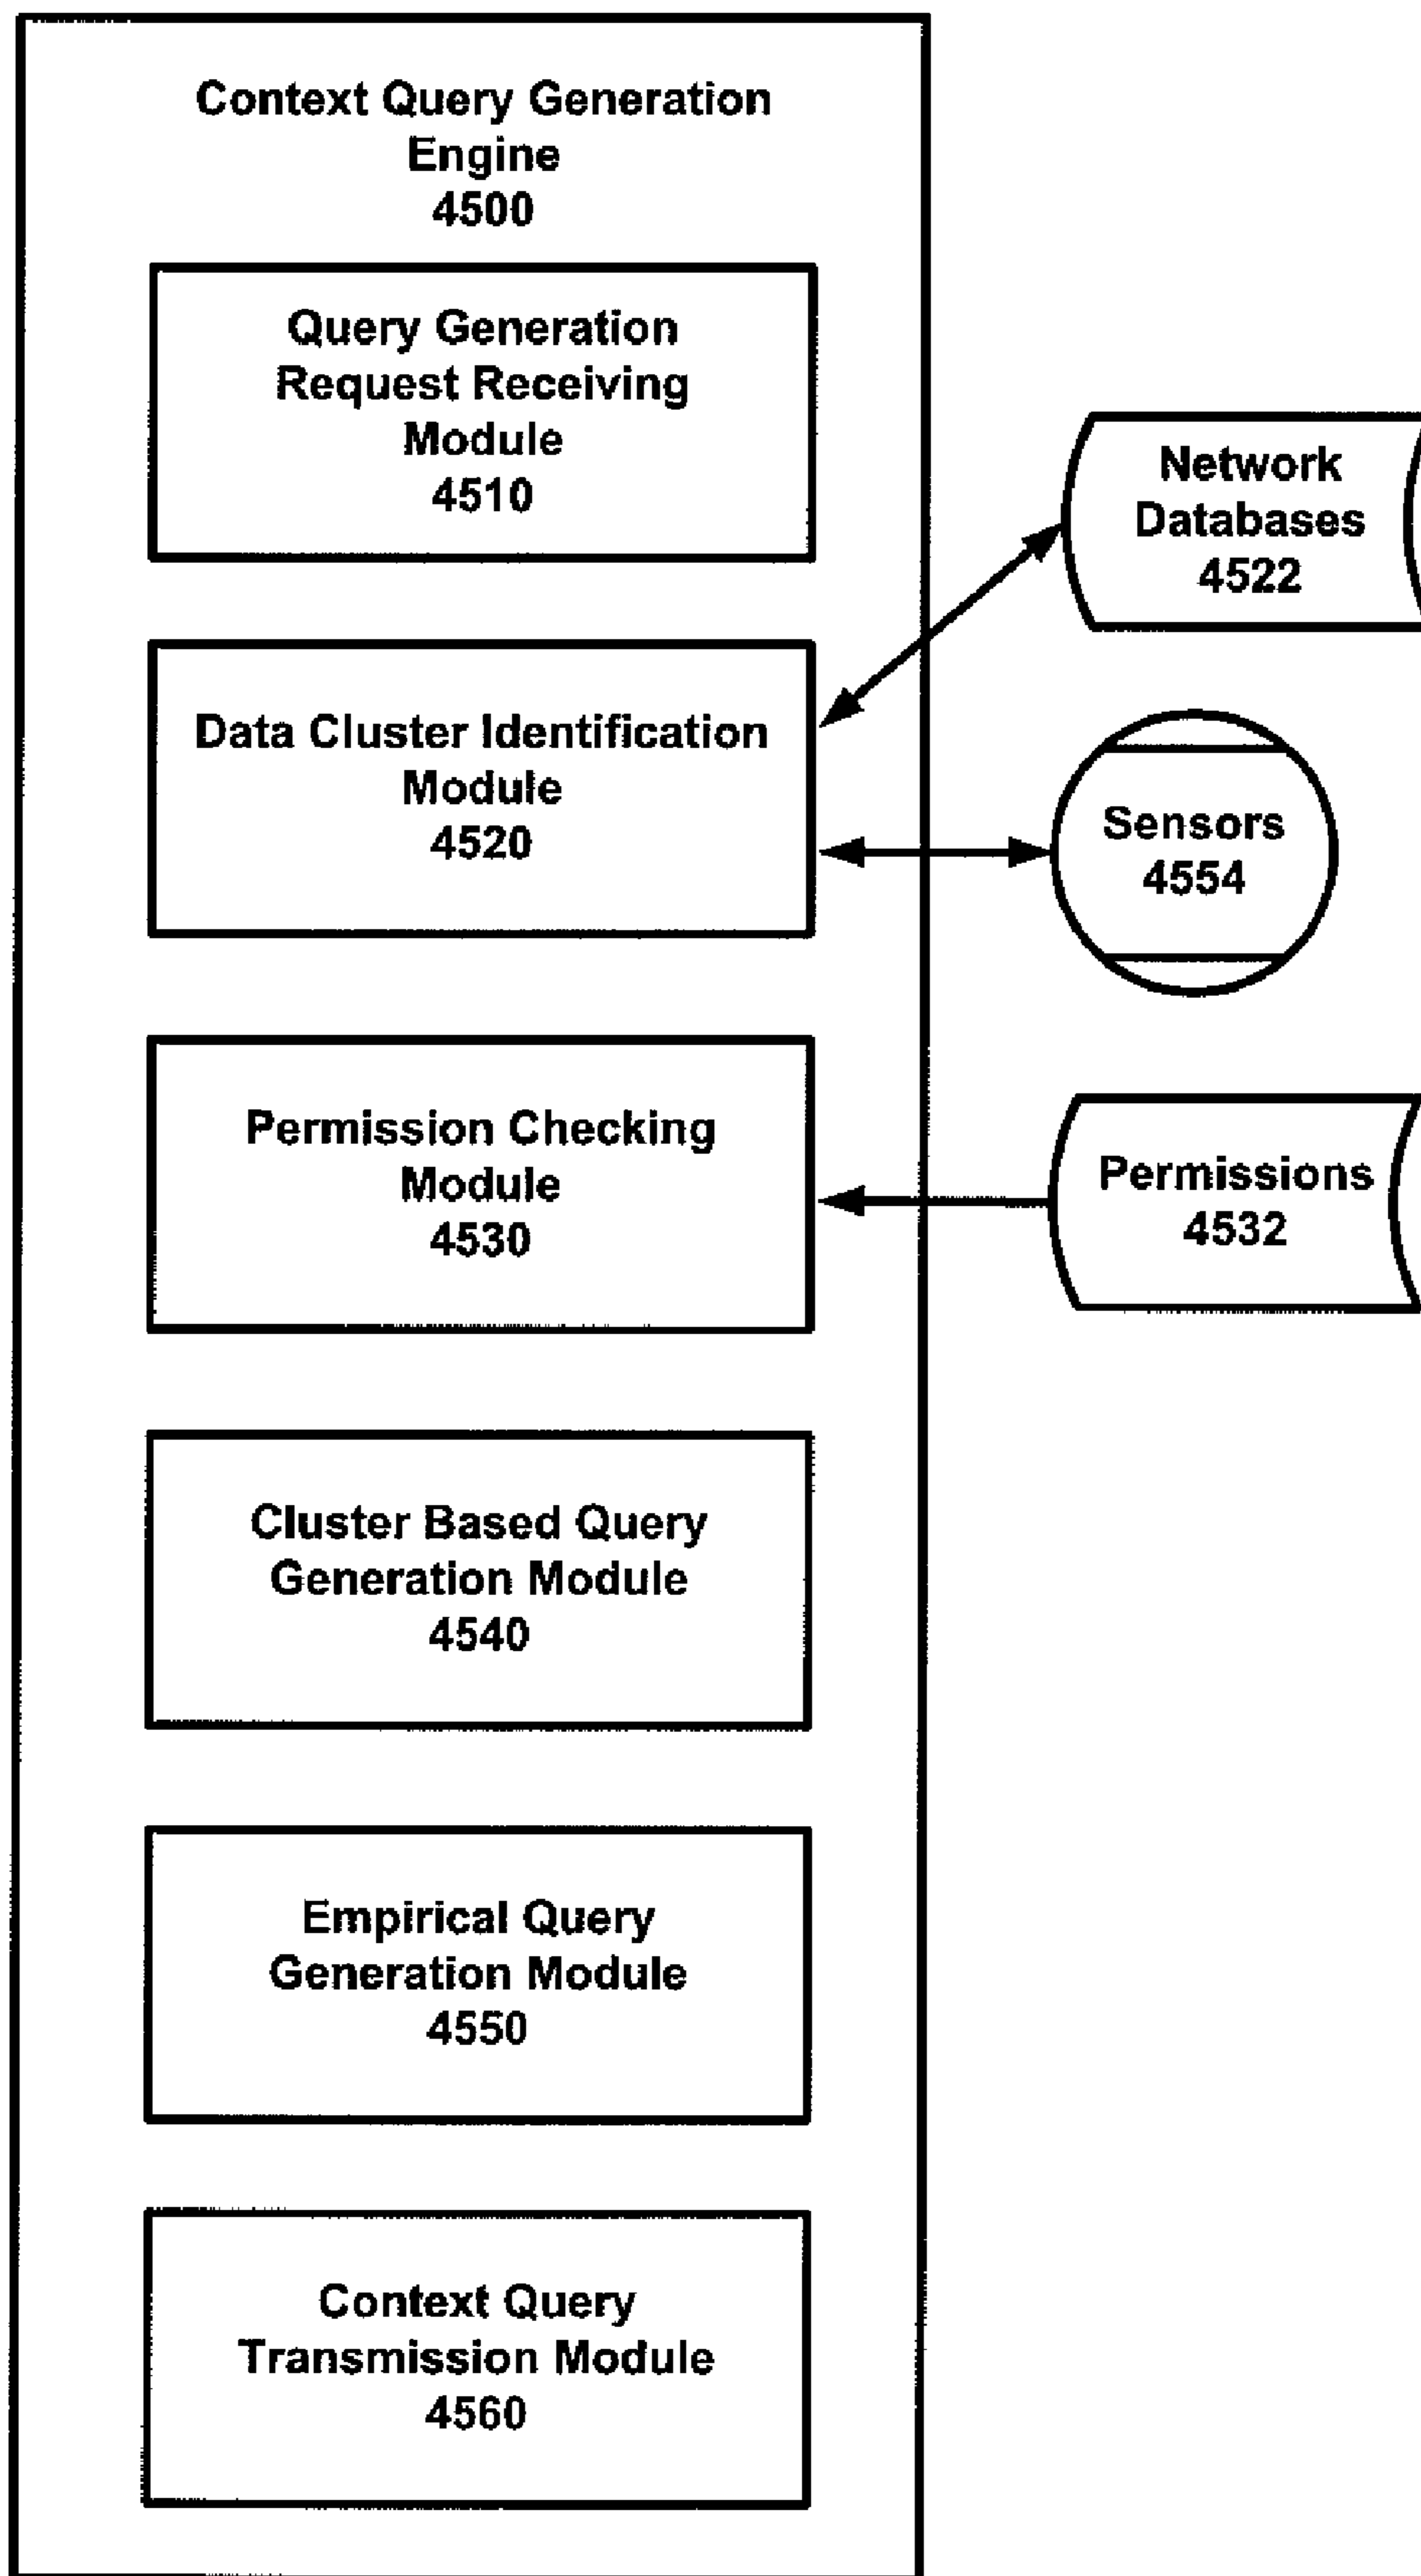 Context Query Generation
Engine
4500
Query Generation
Request Receiving
Module
4510
Network
Databases
4522
Data Cluster Identification
Module
4520
Sensors
4554
Permission Checking
Module
4530
Permissions
4532
Cluster Based Query
Generation Module
4540
Empirical Query
Generation Module
4550
Context Query
Transmission Module
4560